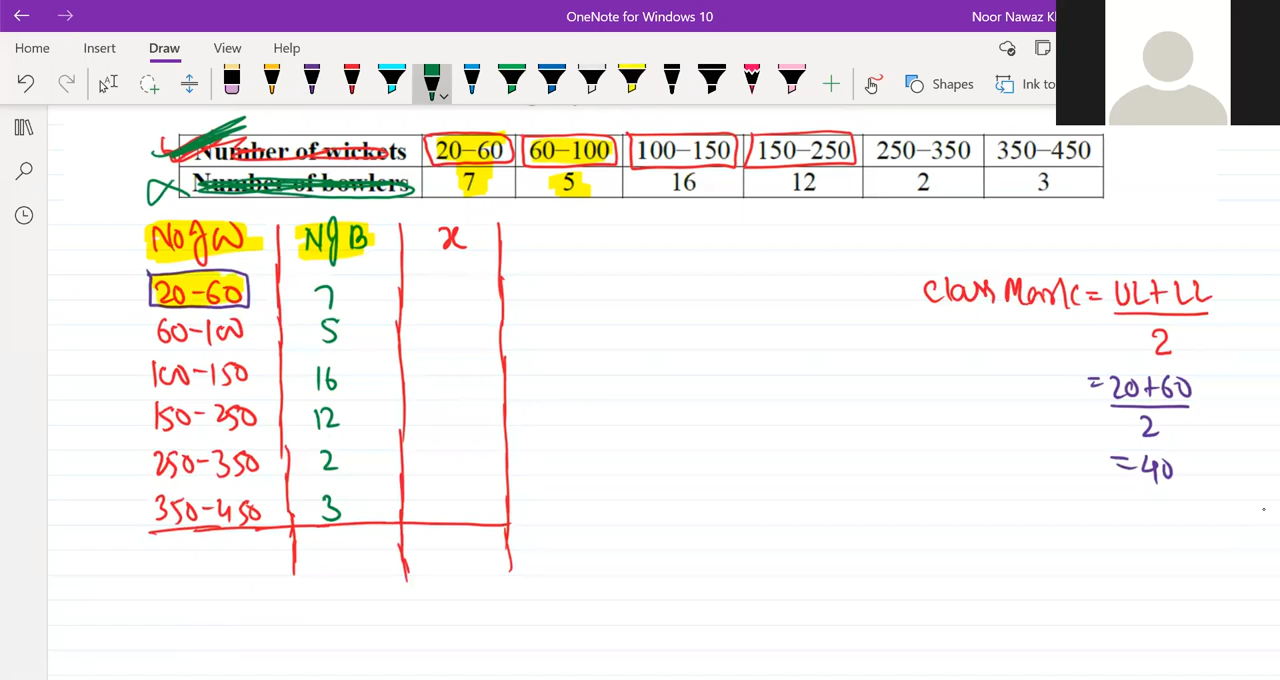 OneNote for Windows 10
Noor Nawaz Kh
Home Insert Draw View Help
Shapes Ink to
Number of wickets 20–60 60–100 100–150 150–250 250–350 350–450
Number of bowlers 7 5 16 12 2 3
No of W N of B x
20-60 7
60-100 5
100-150 16
150-250 12
250-350 2
350-450 3
Class Mark = UL+LL
2
= 20+60
2
= 40